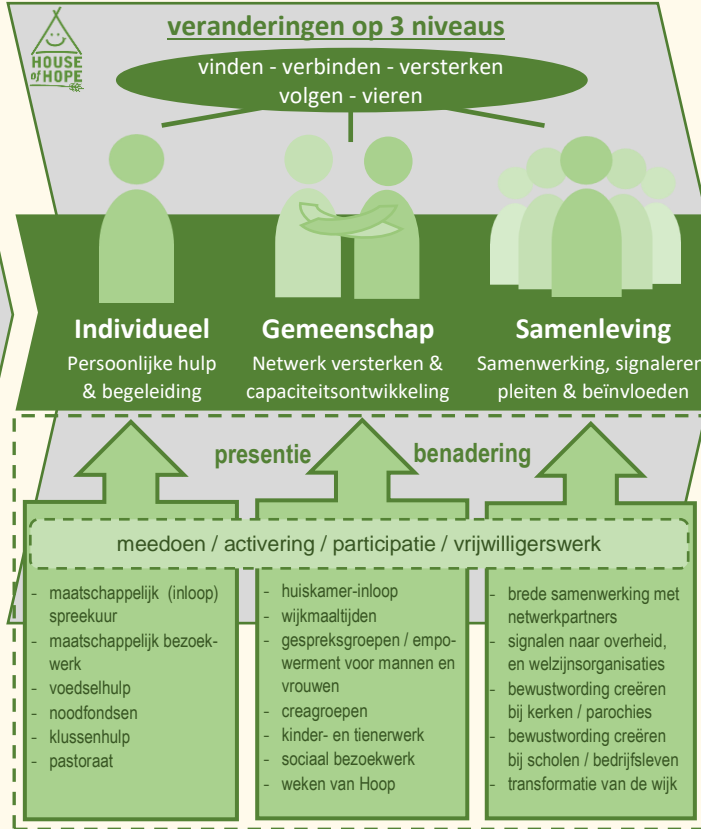 HOUSE
of HOPE
veranderingen op 3 niveaus
vinden - verbinden - versterken
volgen - vieren
Individueel
Persoonlijke hulp
& begeleiding
Gemeenschap
Netwerk versterken &
capaciteitsontwikkeling
Samenleving
Samenwerking, signaleren
pleiten & beïnvloeden
presentie benadering
meedoen / activering / participatie / vrijwilligerswerk
- maatschappelijk (inloop)
spreekuur
- maatschappelijk bezoek-
werk
- voedselhulp
- noodfondsen
- klussenhulp
- pastoraat
- huiskamer-inloop
- wijkmaaltijden
- gespreksgroepen / empo-
werment voor mannen en
vrouwen
- creagroepen
- kinder- en tienerwerk
- sociaal bezoekwerk
- weken van Hoop
- brede samenwerking met
netwerkpartners
- signalen naar overheid,
en welzijnsorganisaties
- bewustwording creëren
bij kerken / parochies
- bewustwording creëren
bij scholen / bedrijfsleven
- transformatie van de wijk